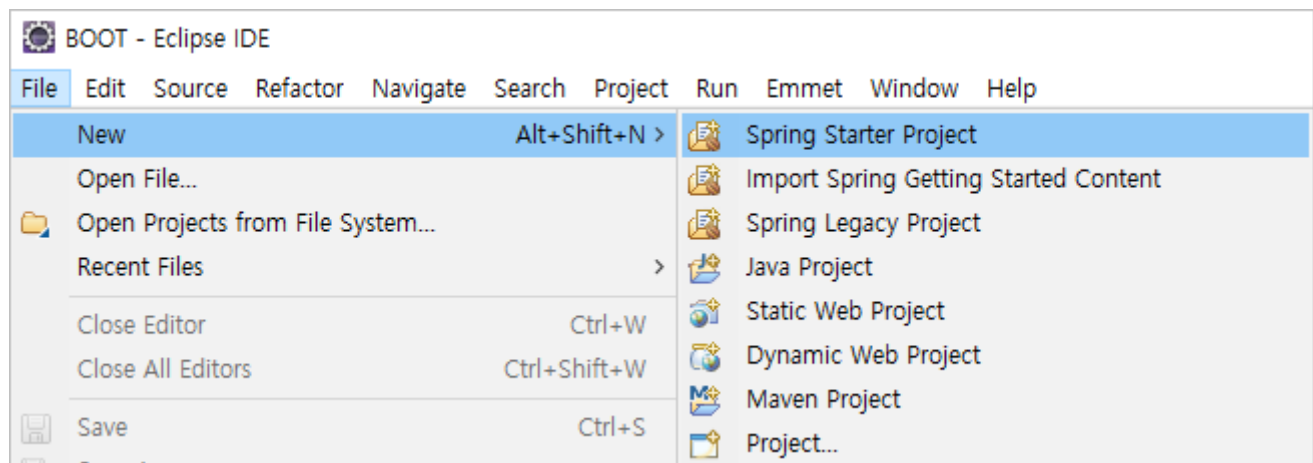 BOOT - Eclipse IDE
File Edit Source Refactor Navigate Search Project Run Emmet Window Help
New Alt+Shift+N >
Open File...
Open Projects from File System...
Recent Files >
Close Editor Ctrl+W
Close All Editors Ctrl+Shift+W
Save Ctrl+S
Spring Starter Project
Import Spring Getting Started Content
Spring Legacy Project
Java Project
Static Web Project
Dynamic Web Project
Maven Project
Project...